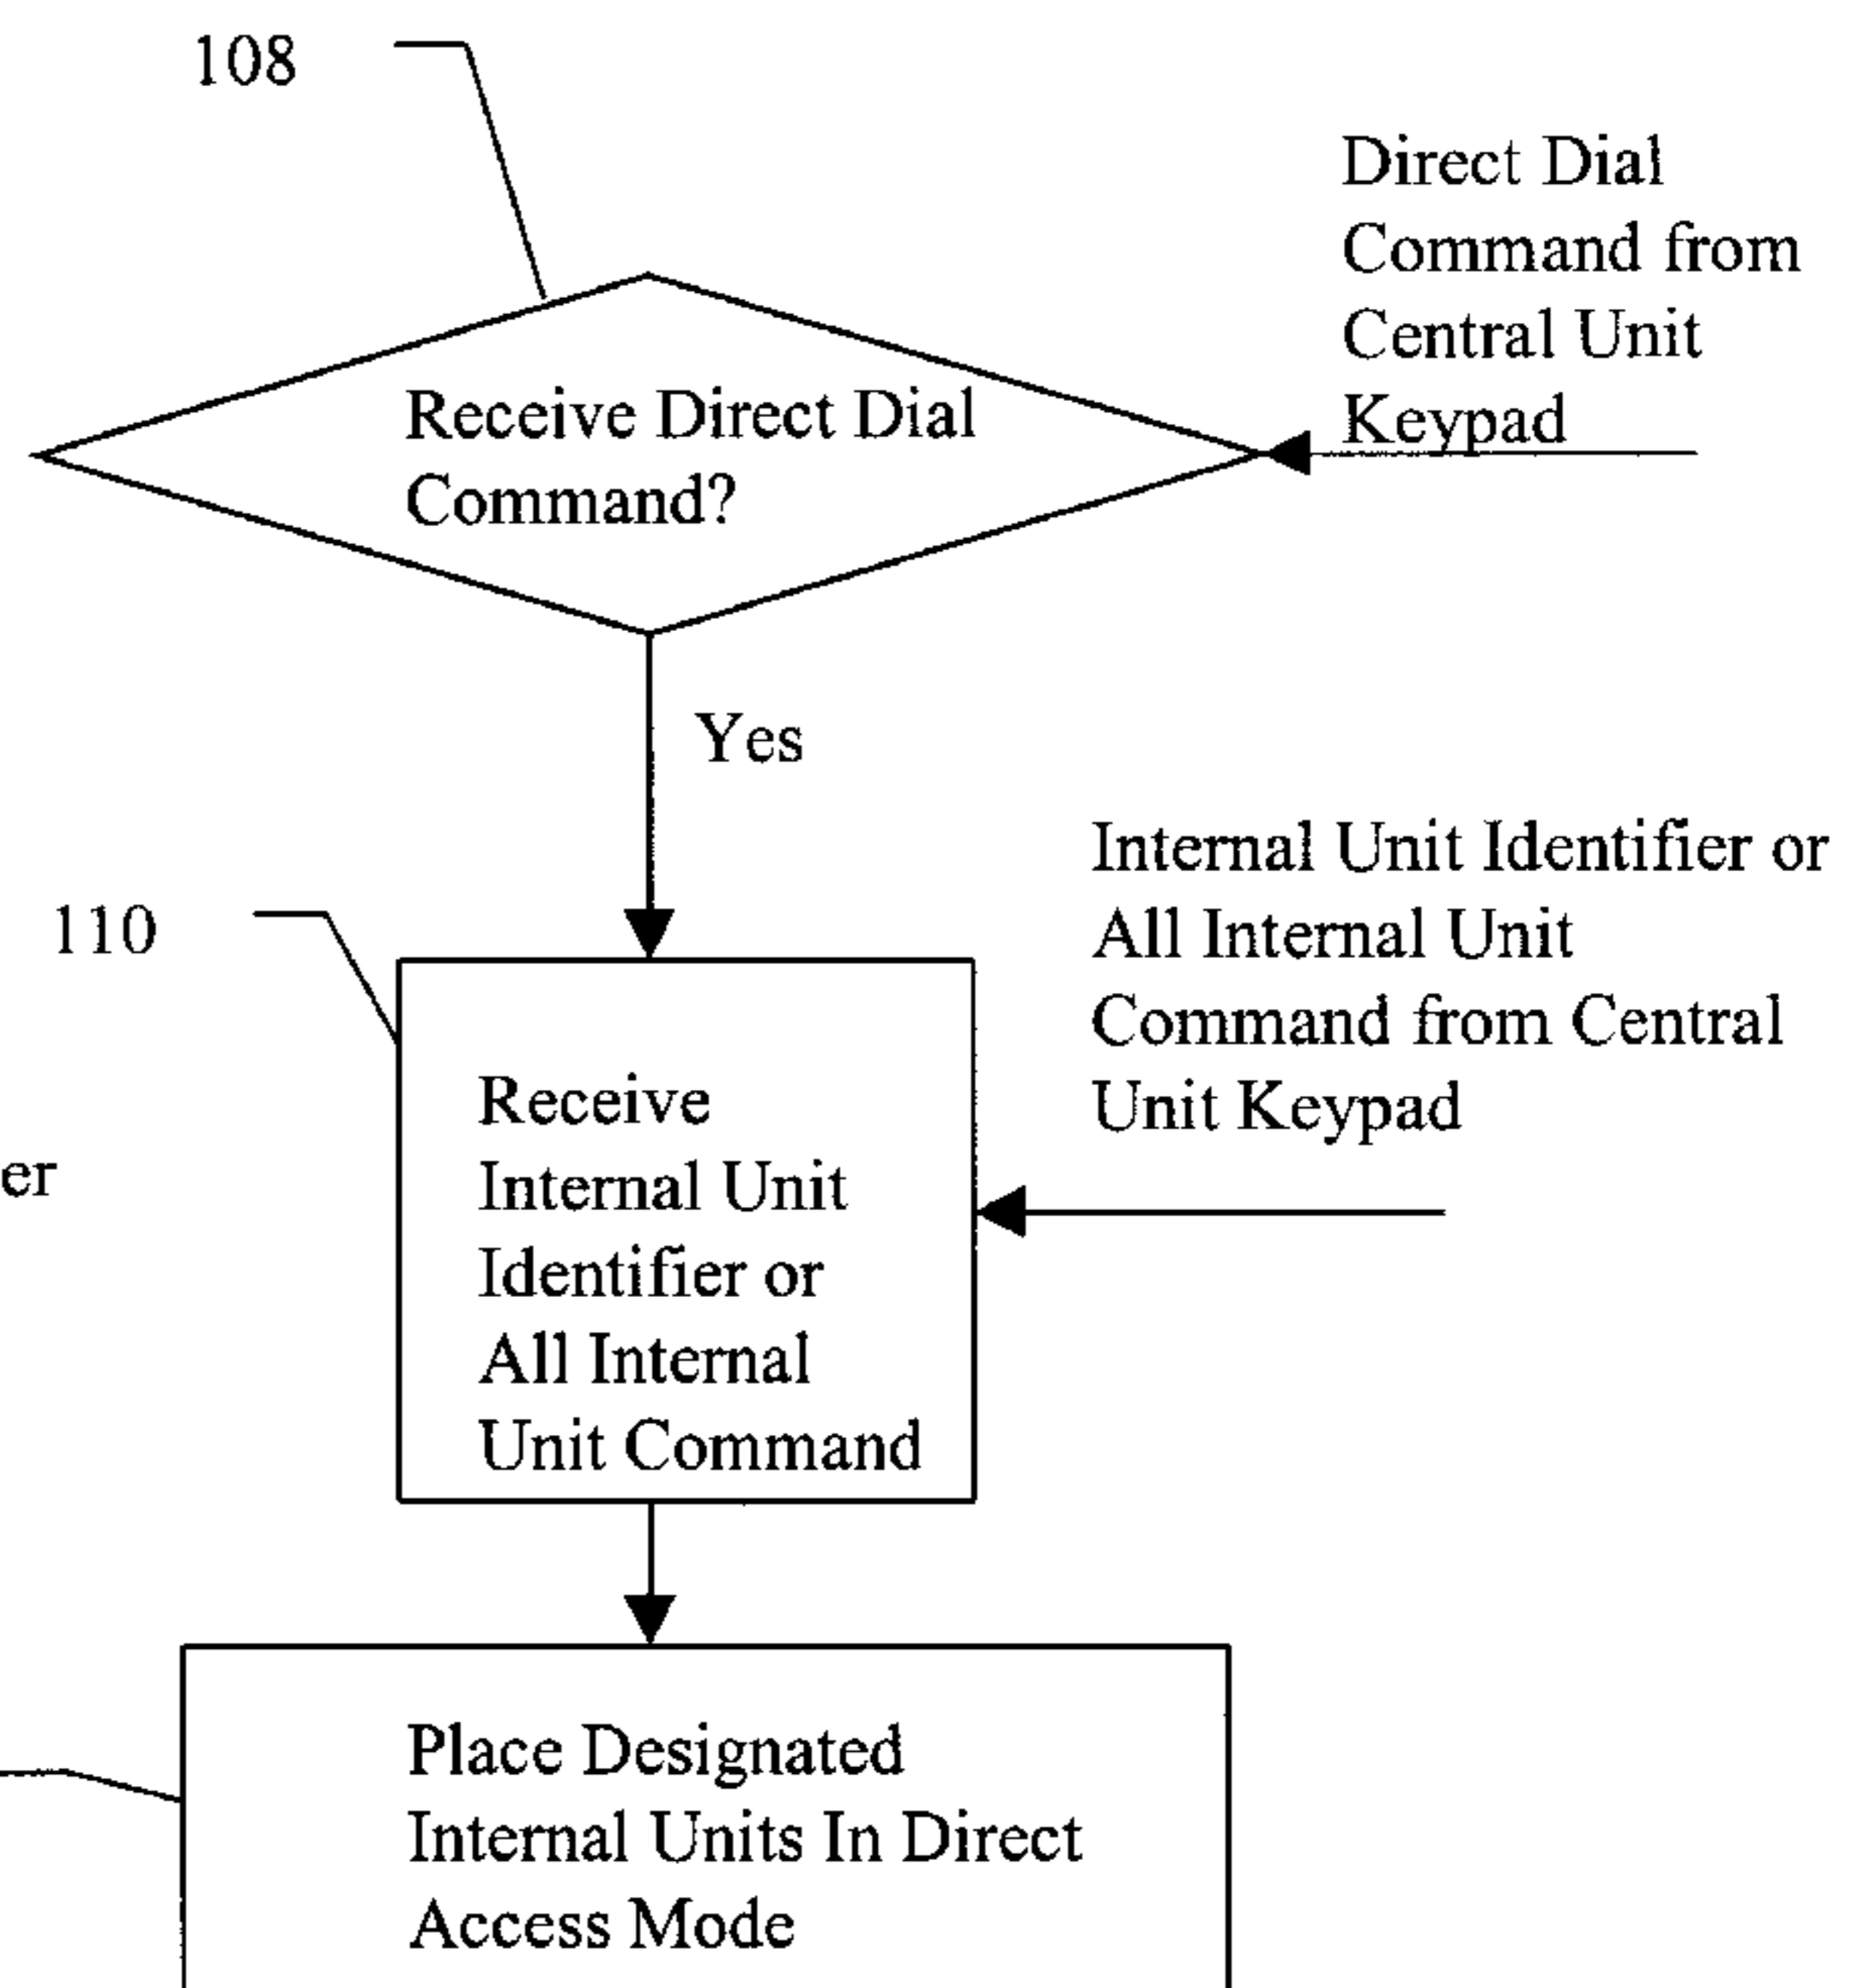 108
Direct Dial
Command from
Central Unit
Keypad
Receive Direct Dial
Command?
Yes
Internal Unit Identifier or
All Internal Unit
Command from Central
Unit Keypad
110
Receive
Internal Unit
Identifier or
All Internal
Unit Command
er
Place Designated
Internal Units In Direct
Access Mode